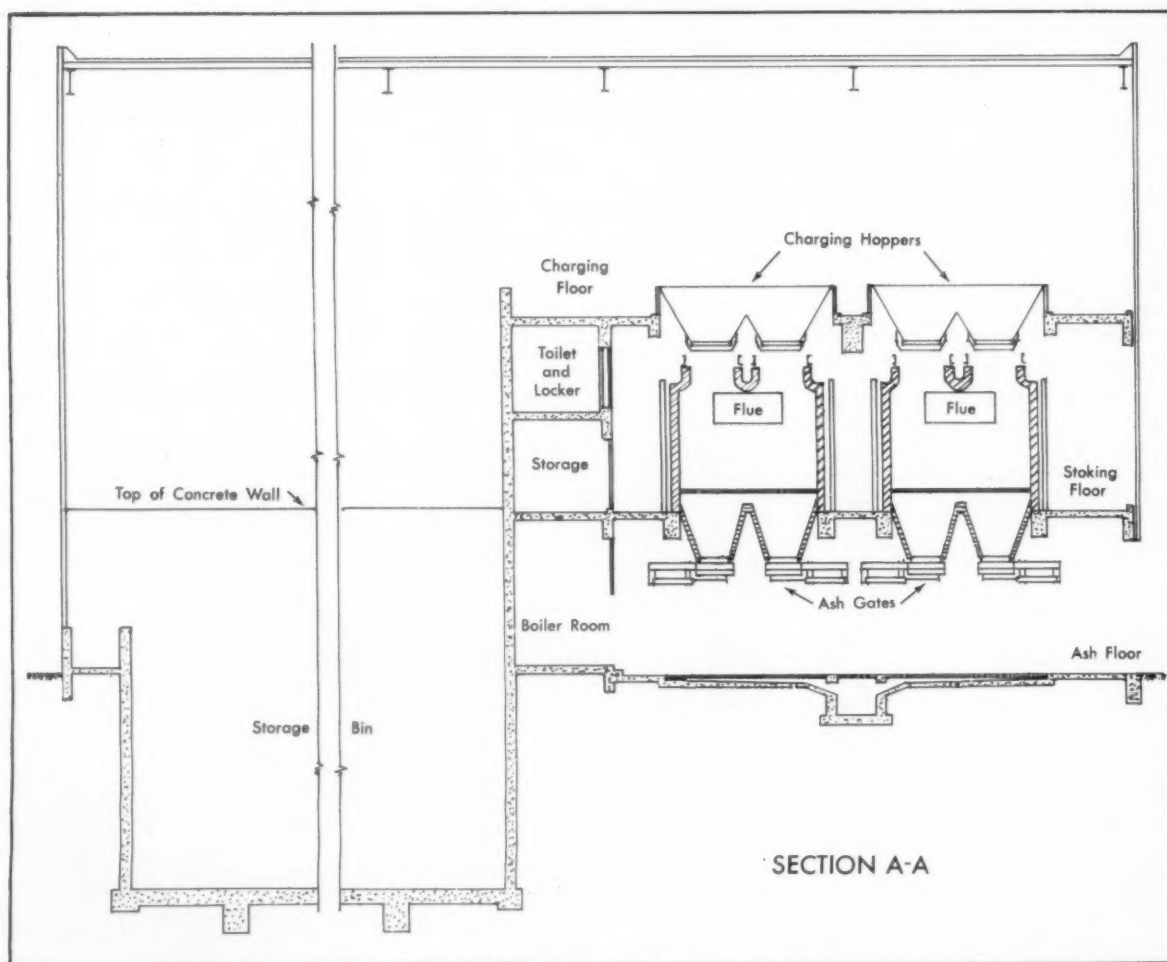 Charging Hoppers
Charging
Floor
Toilet
and
Locker
Flue
Flue
Storage
Stoking
Floor
Top of Concrete Wall
Ash Gates
Boiler Room
Ash Floor
Storage Bin
SECTION A-A